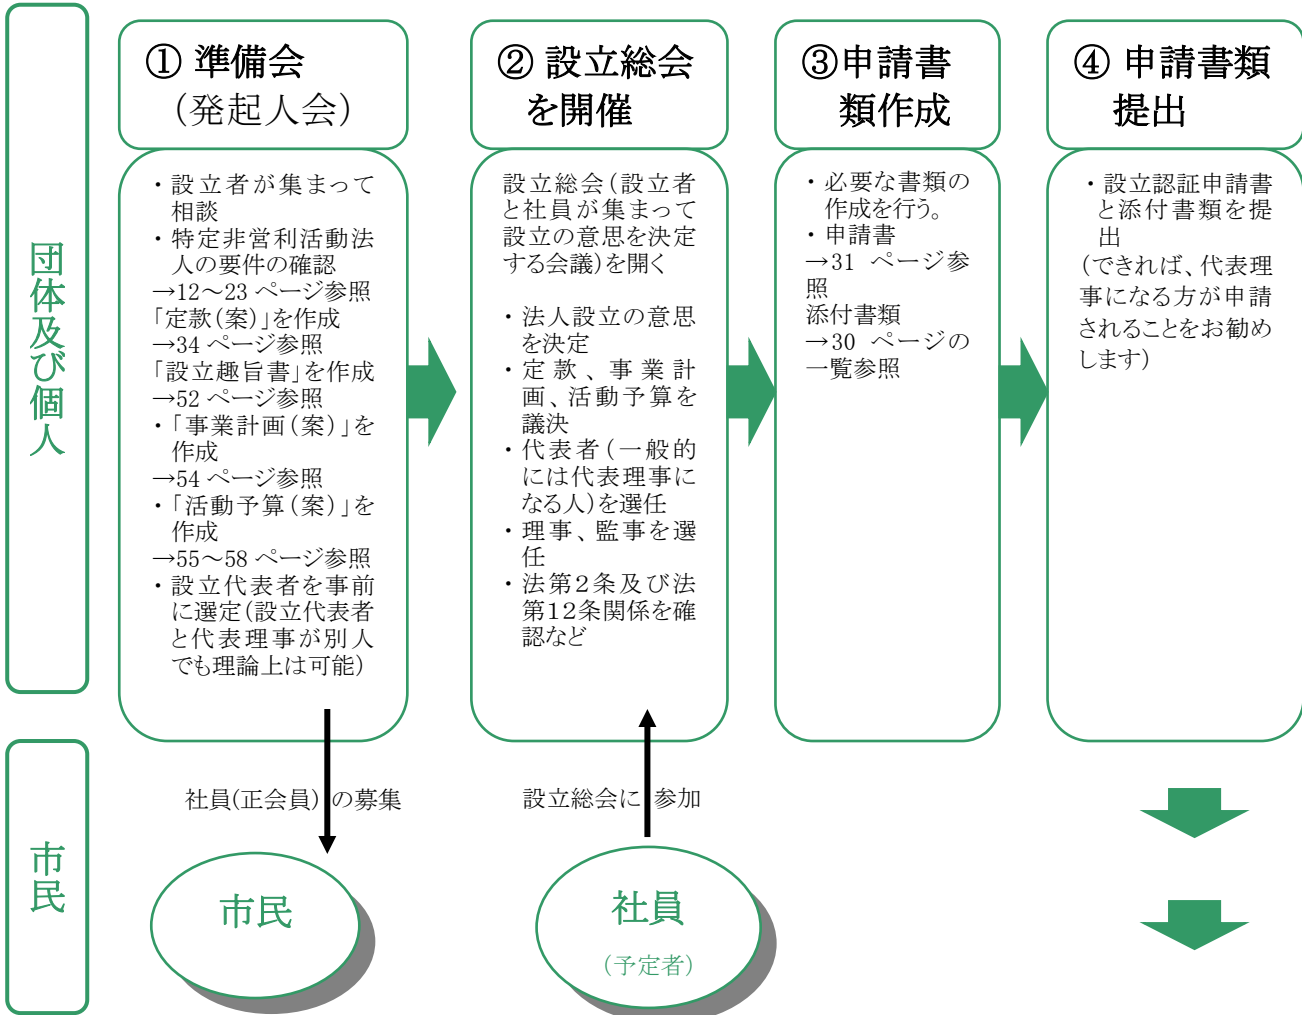 団体及び個人
① 準備会
（発起人会）
・設立者が集まって
相談
・特定非営利活動法
人の要件の確認
→12～23 ページ参照
「定款（案）」を作成
→34 ページ参照
「設立趣旨書」を作成
→52 ページ参照
・「事業計画（案）」を
作成
→54 ページ参照
・「活動予算（案）」を
作成
→55～58 ページ参照
・設立代表者を事前
に選定（設立代表者
と代表理事が別人
でも理論上は可能）
② 設立総会
を開催
設立総会（設立者
と社員が集まって
設立の意思を決定
する会議）を開く
・法人設立の意思
を決定
・定款、事業計
画、活動予算を
議決
・代表者（一般的
には代表理事に
なる人）を選任
・理事、監事を選
任
・法第２条及び法
第１２条関係を確
認など
③申請書
類作成
・必要な書類の
作成を行う。
・申請書
→31 ページ参
照
添付書類
→30 ページの
一覧参照
④ 申請書類
提出
・設立認証申請書
と添付書類を提
出
（できれば、代表理
事になる方が申請
されることをお勧め
します）
市民
社員(正会員) の募集
設立総会に 参加
市民
社員
（予定者）